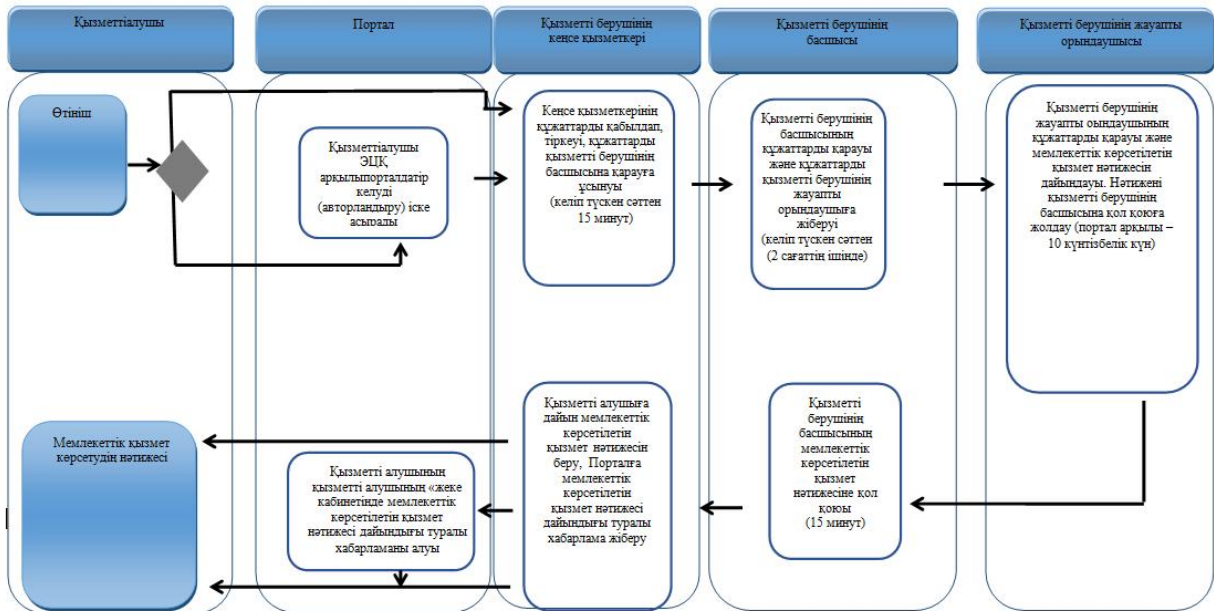 Қызметтіалушы
Портал
Қызметті берушінің
кеңсе қызметкері
Қызметті берушінің
басшысы
Қызметті берушінің жауапты
орындаушысы
Өтініш
Қызметтіалушы
ЭЦҚ
арқылыпорталдатір
келуді
(авторландыру) іске
асырады
Кеңсе қызметкерінің
құжаттарды қабылдап,
тіркеуі, құжаттарды
қызметті берушінің
басшысына қарауға
ұсынуы
(келіп түскен сәттен
15 минут)
Қызметті берушінің
басшысының
құжаттарды қарауы
және құжаттарды
қызметті берушінің
жауапты
орындаушыға
жіберуі
(келіп түскен сәттен
(2 сағаттің ішінде)
Қызметті берушінің
жауапты оындаушының
құжаттарды қарауы және
мемлекеттік көрсетілетін
қызмет нәтижесін
дайындауы. Нәтижені
қызметті берушінің
басшысына қол қоюға
жолдау (портал арқылы –
10 күнтізбелік күн)
Мемлекеттік қызмет
көрсетудің нәтижесі
Қызметті алушының
қызметті алушының «жеке
кабинетінде мемлекеттік
көрсетілетін қызмет
нәтижесі дайындығы туралы
хабарламаны алуы
Қызметті алушыға
дайын мемлекеттік
көрсетілетін
қызмет нәтижесін
беру, Порталға
мемлекеттік
көрсетілетін
қызмет нәтижесі
дайындығы туралы
хабарлама жіберу
Қызметті
берушінің
басшысының
мемлекеттік
көрсетілетін
қызмет
нәтижесіне қол
қоюы
(15 минут)